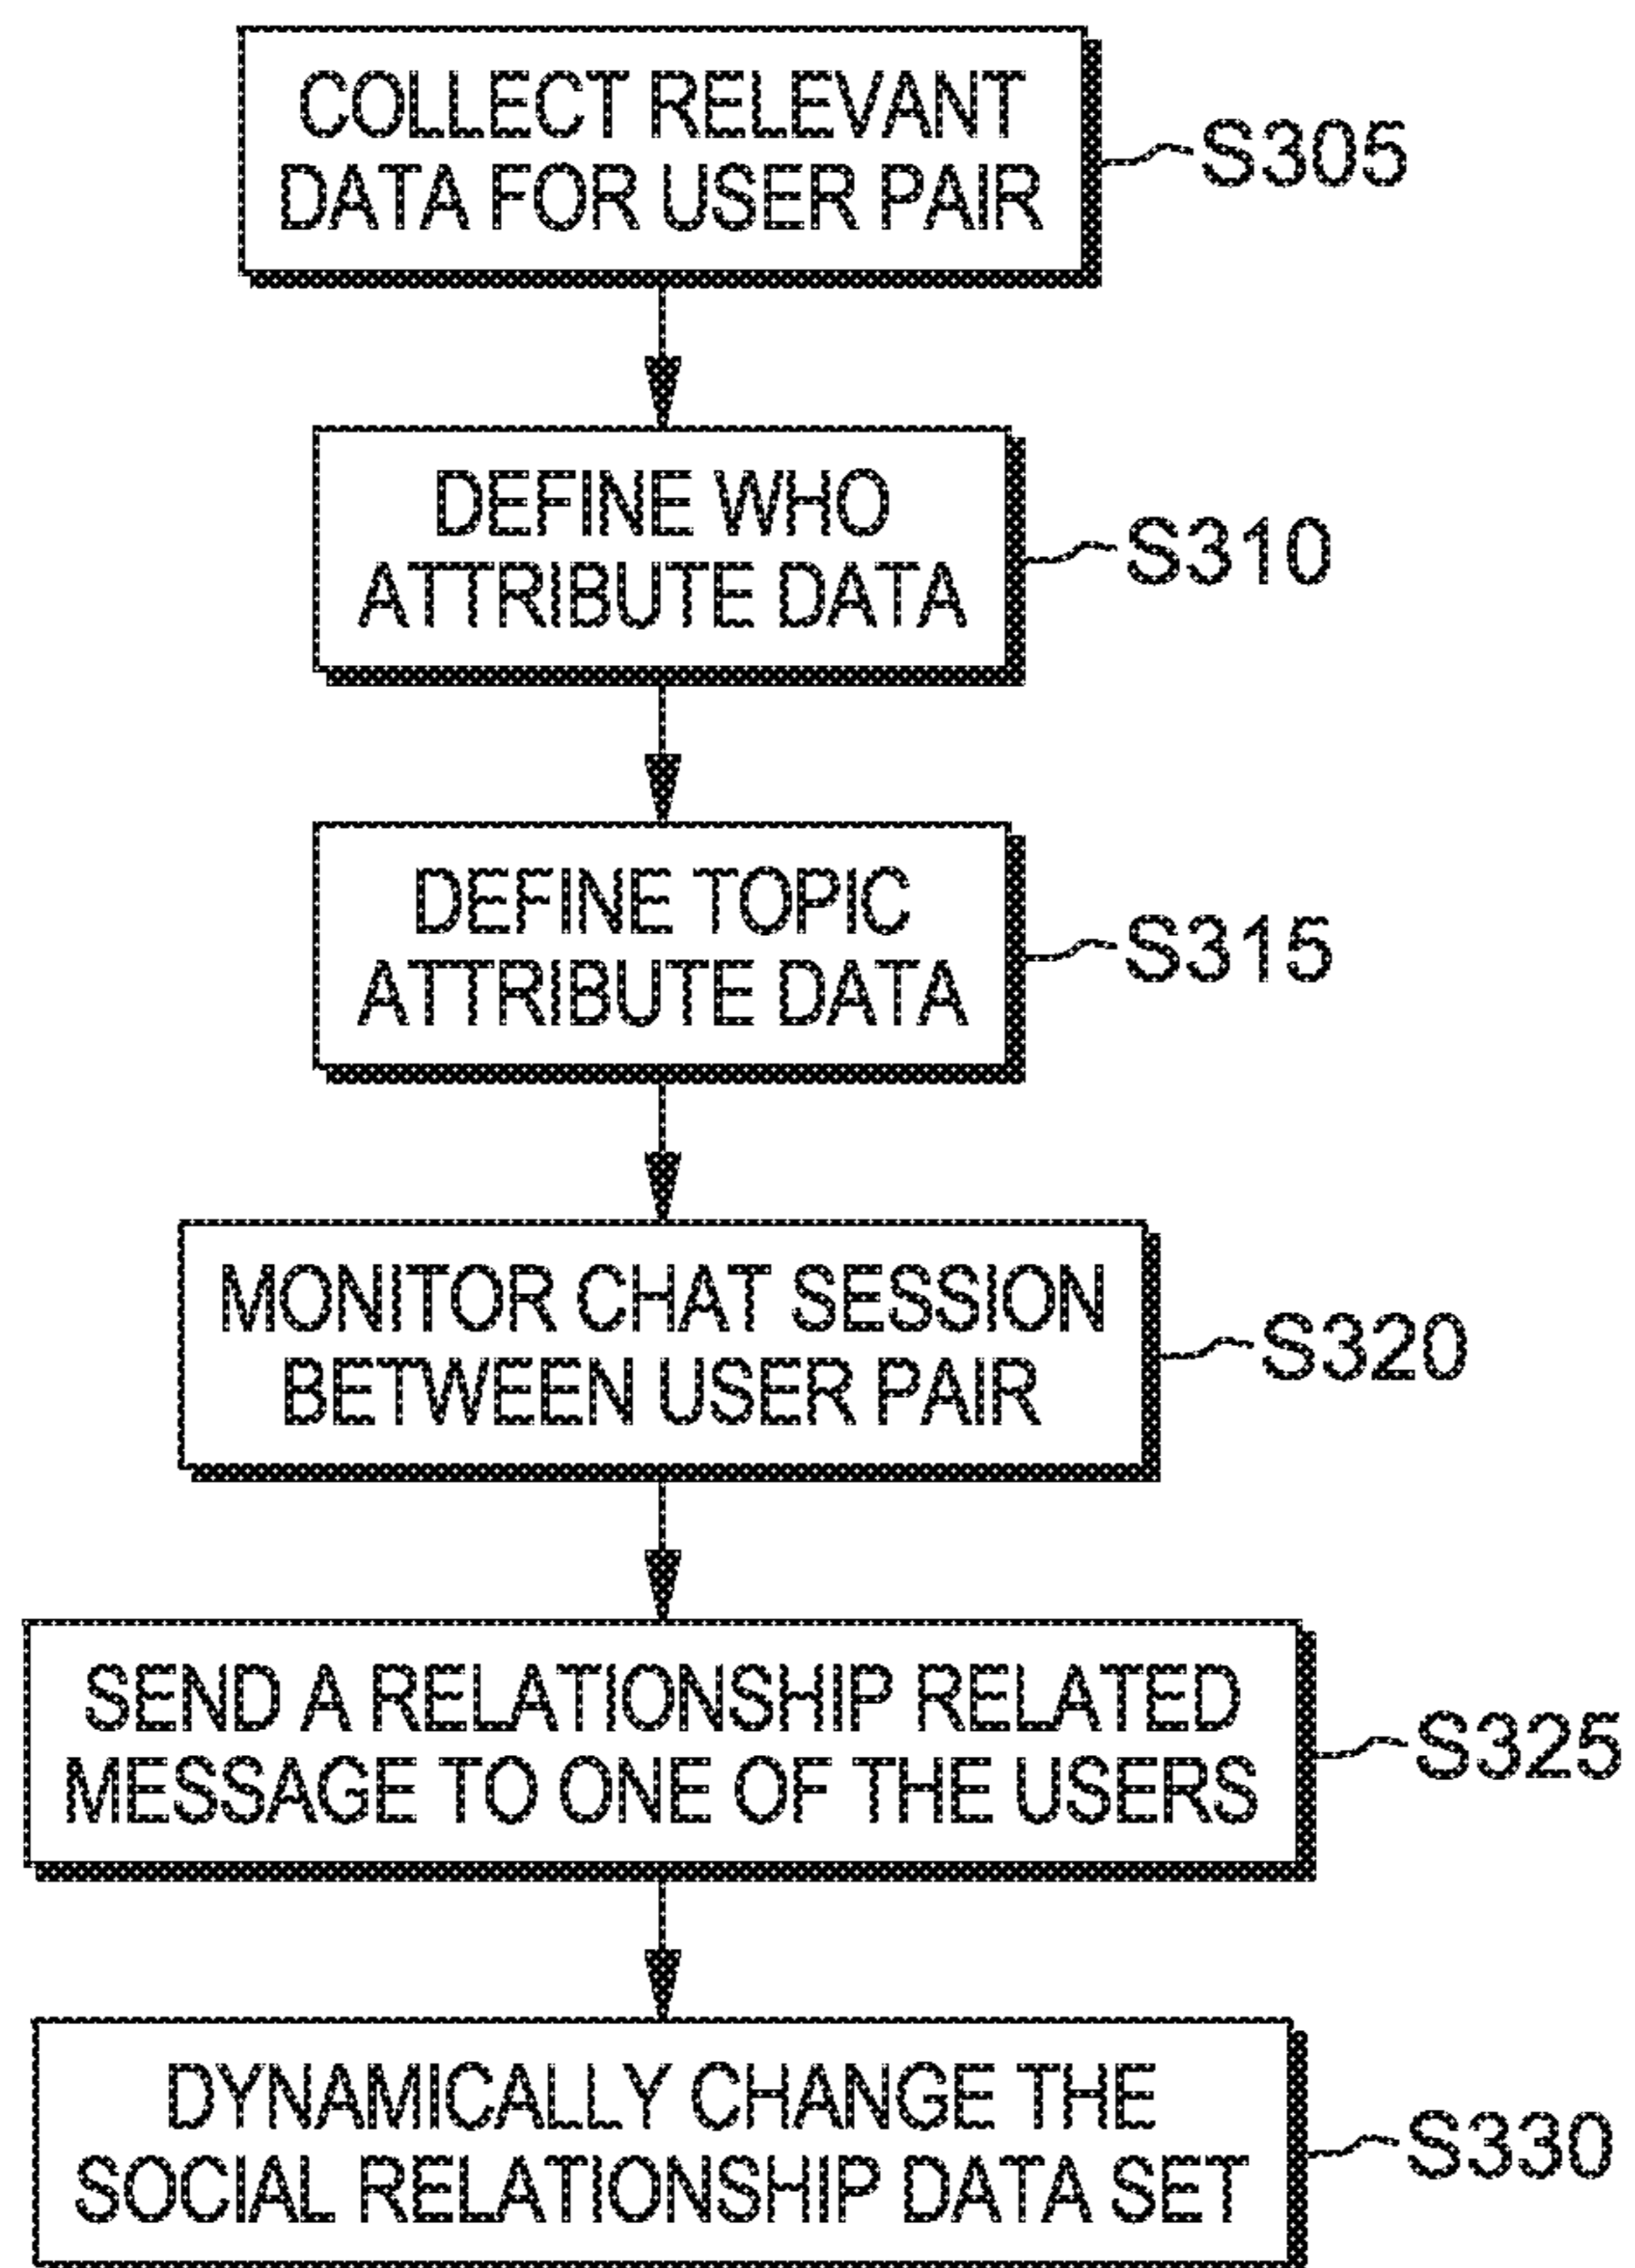 COLLECT RELEVANT
DATA FOR USER PAIR
S305
DEFINE WHO
ATTRIBUTE DATA
S310
DEFINE TOPIC
ATTRIBUTE DATA
S315
MONITOR CHAT SESSION
BETWEEN USER PAIR
S320
SEND A RELATIONSHIP RELATED
MESSAGE TO ONE OF THE USERS
S325
DYNAMICALLY CHANGE THE
SOCIAL RELATIONSHIP DATA SET
S330